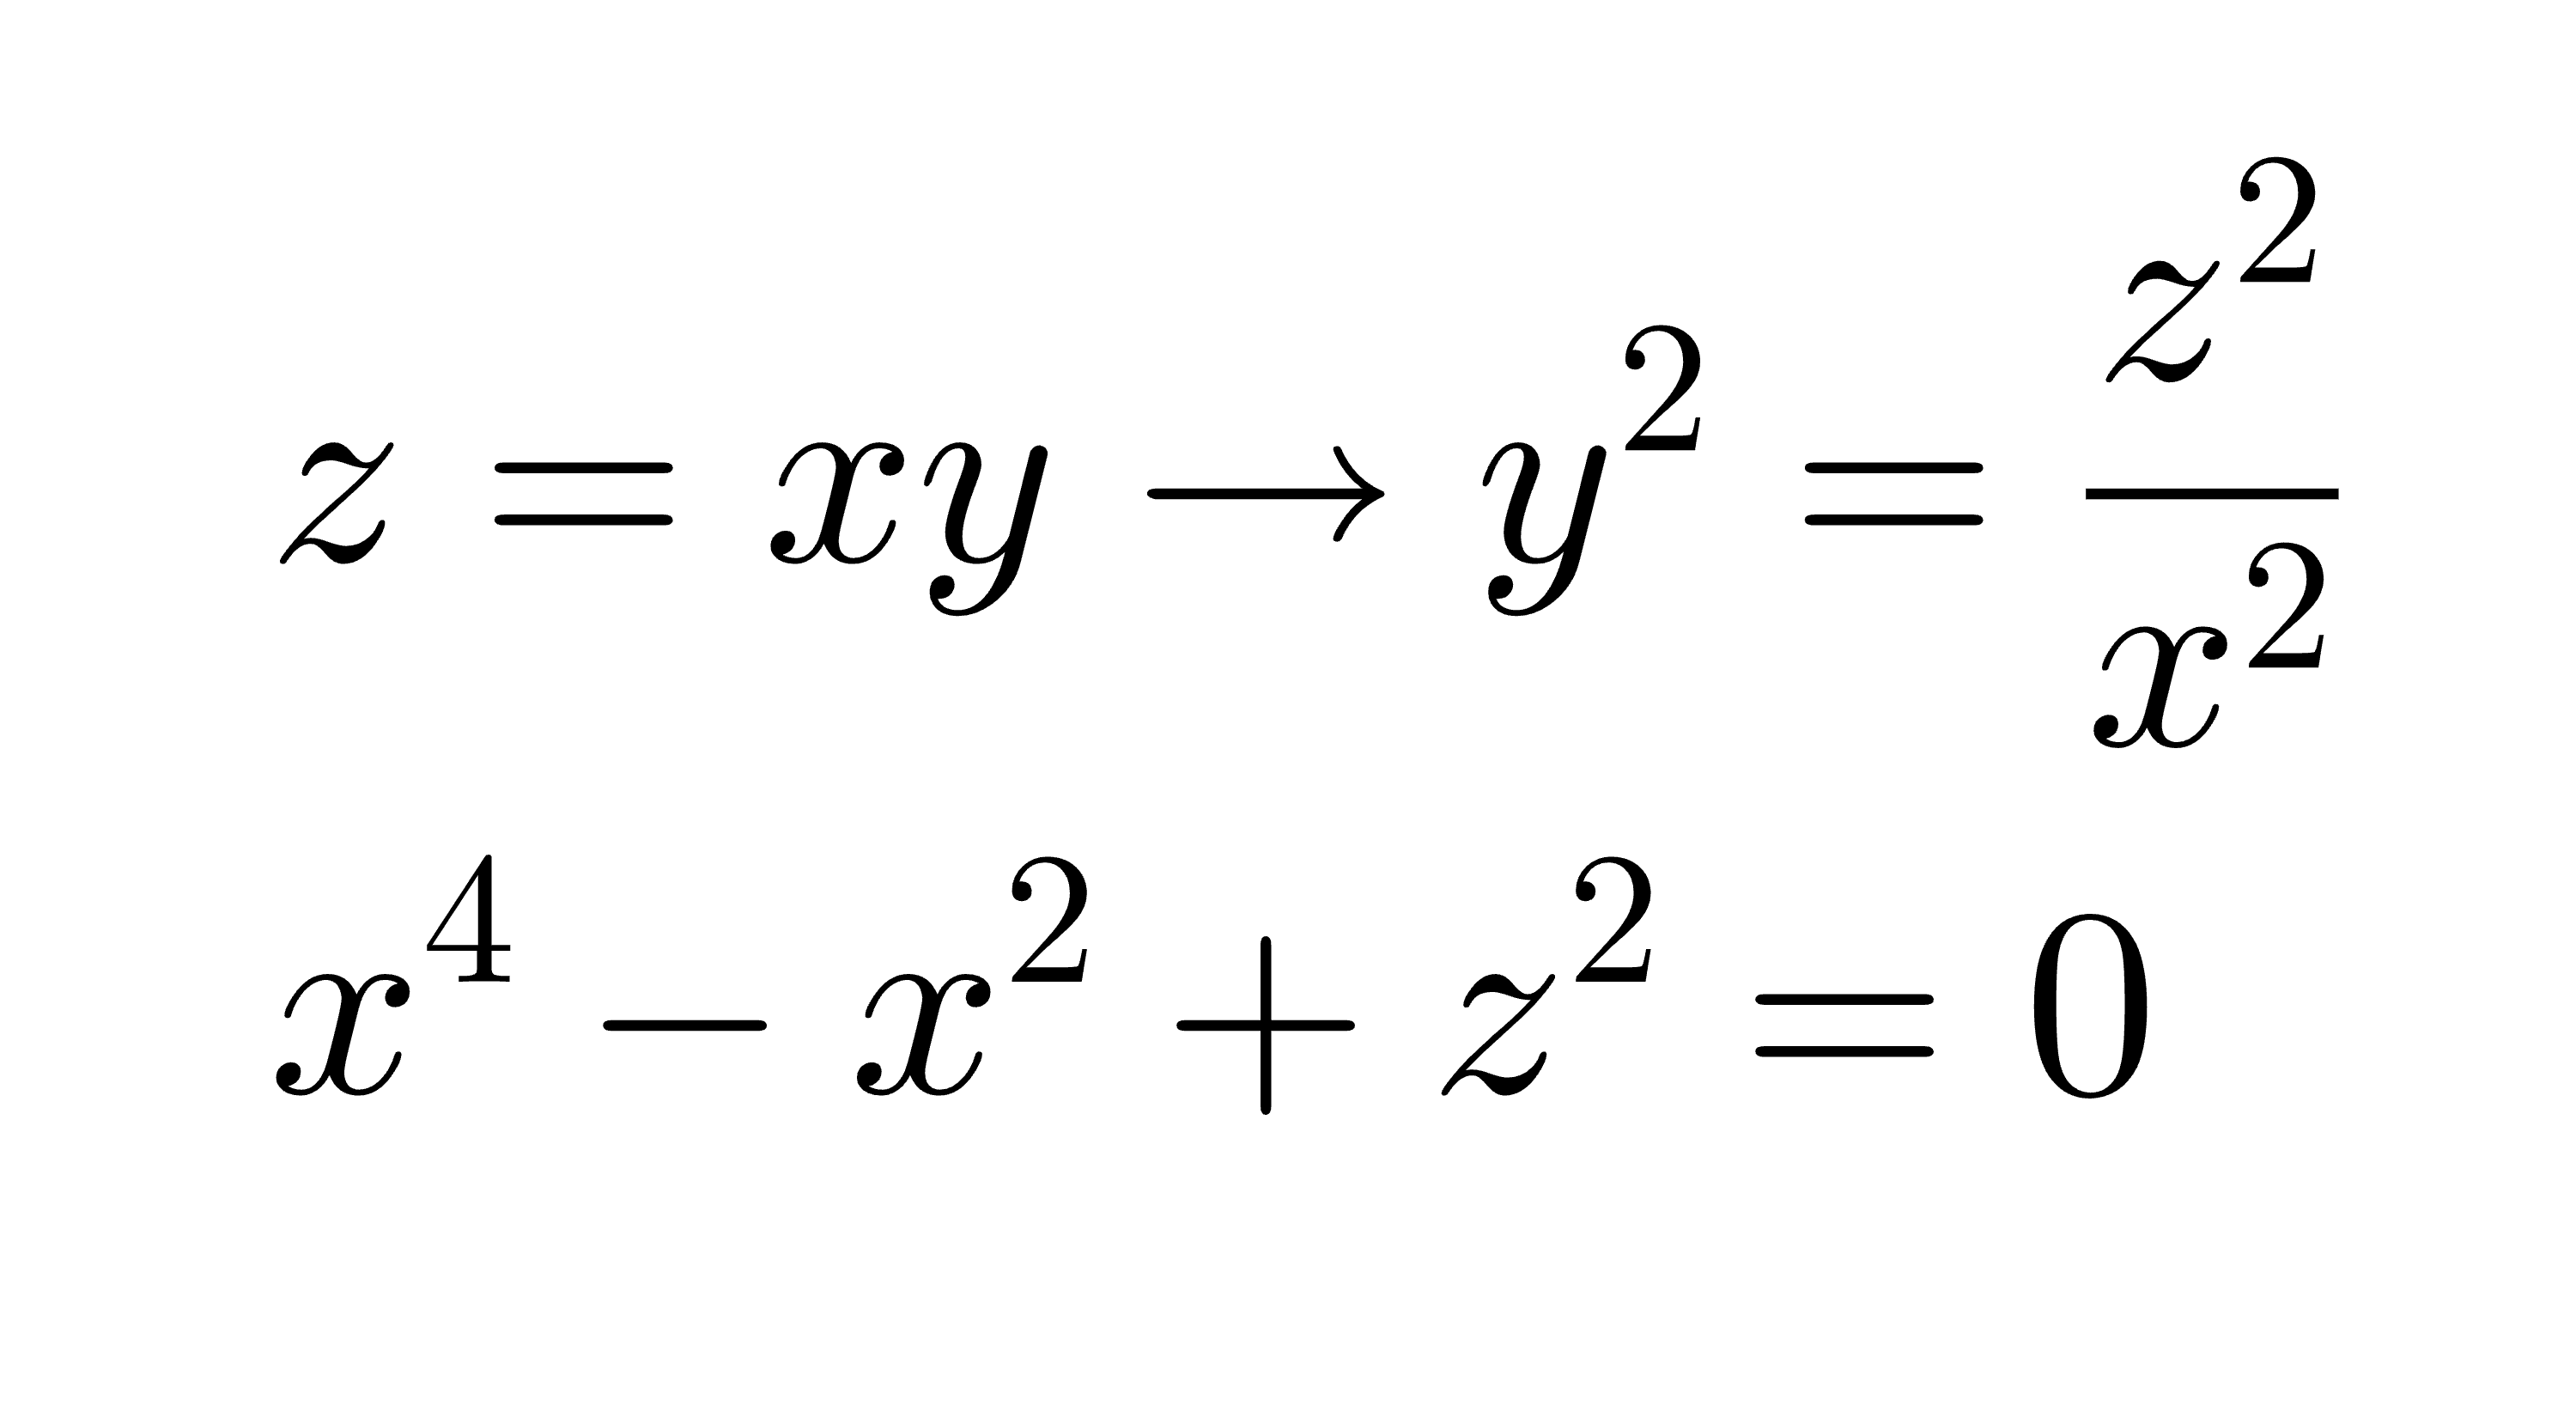 z = xy → y² = z²/x²
x⁴ − x² + z² = 0